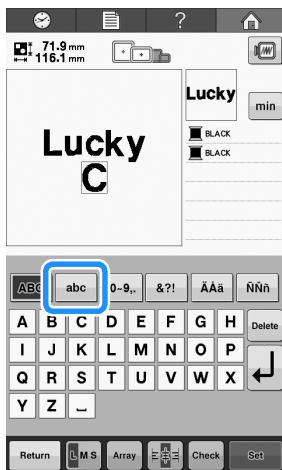 ?
71.9 mm
116.1 mm
Lucky
min
BLACK
BLACK
Lucky
C
ABC abc 0~9,. &?! ÄÅä ÑÑñ
A B C D E F G H Delete
I J K L M N O P
Q R S T U V W X
Y Z
Return L M S Array Check Set